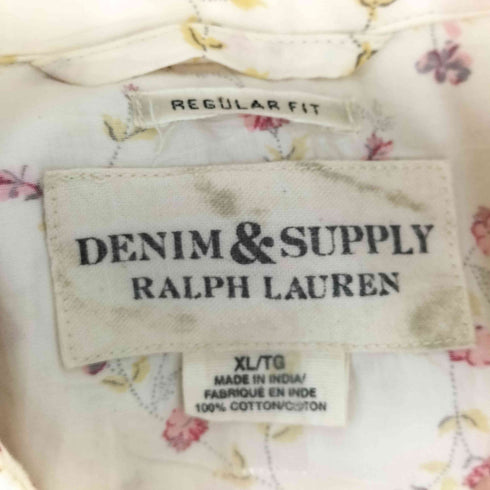 REGULAR FIT
DENIM & SUPPLY
RALPH LAUREN
XL/TG
MADE IN INDIA/
FABRIQUÉ EN INDE
100% COTTON/COTON